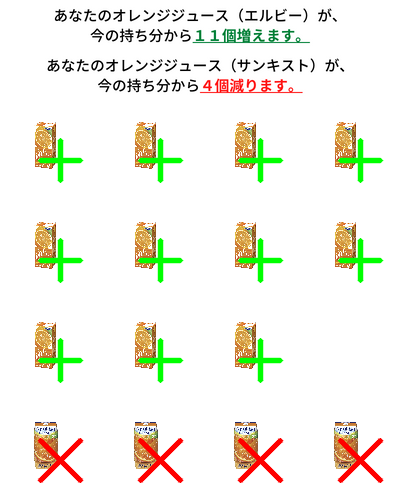 あなたのオレンジジュース（エルビー）が、
今の持ち分から１１個増えます。
あなたのオレンジジュース（サンキスト）が、
今の持ち分から４個減ります。